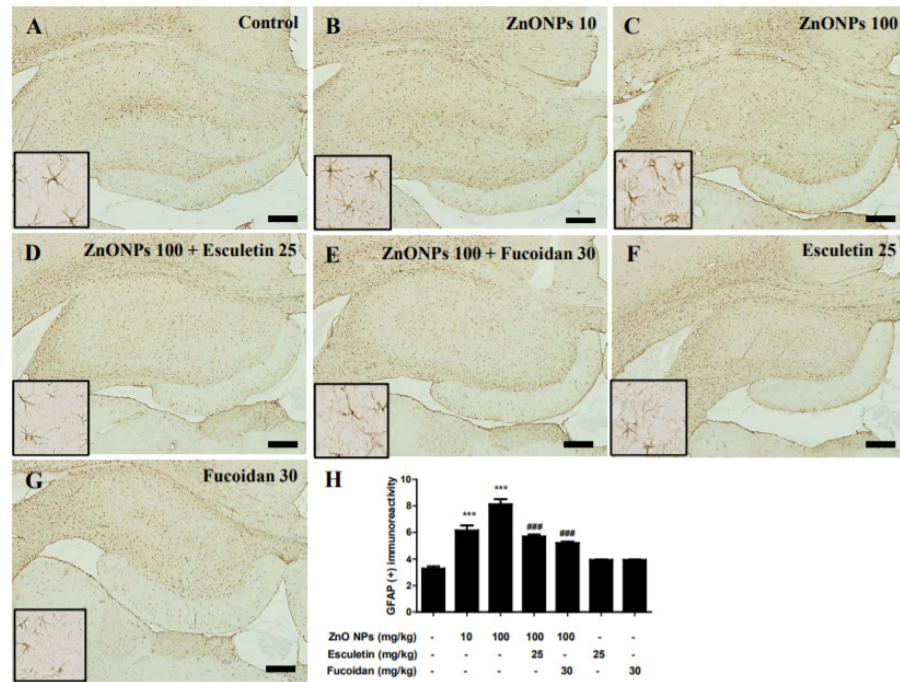 A Control
B ZnONPs 10
C ZnONPs 100
D ZnONPs 100 + Esculetin 25
E ZnONPs 100 + Fucoidan 30
F Esculetin 25
G Fucoidan 30
H
GFAP (+) immunoreactivity
10
8
6
4
2
0
*** *** ### ###
ZnO NPs (mg/kg) - 10 100 100 100 - -
Esculetin (mg/kg) - - - 25 - 25 -
Fucoidan (mg/kg) - - - - 30 - 30